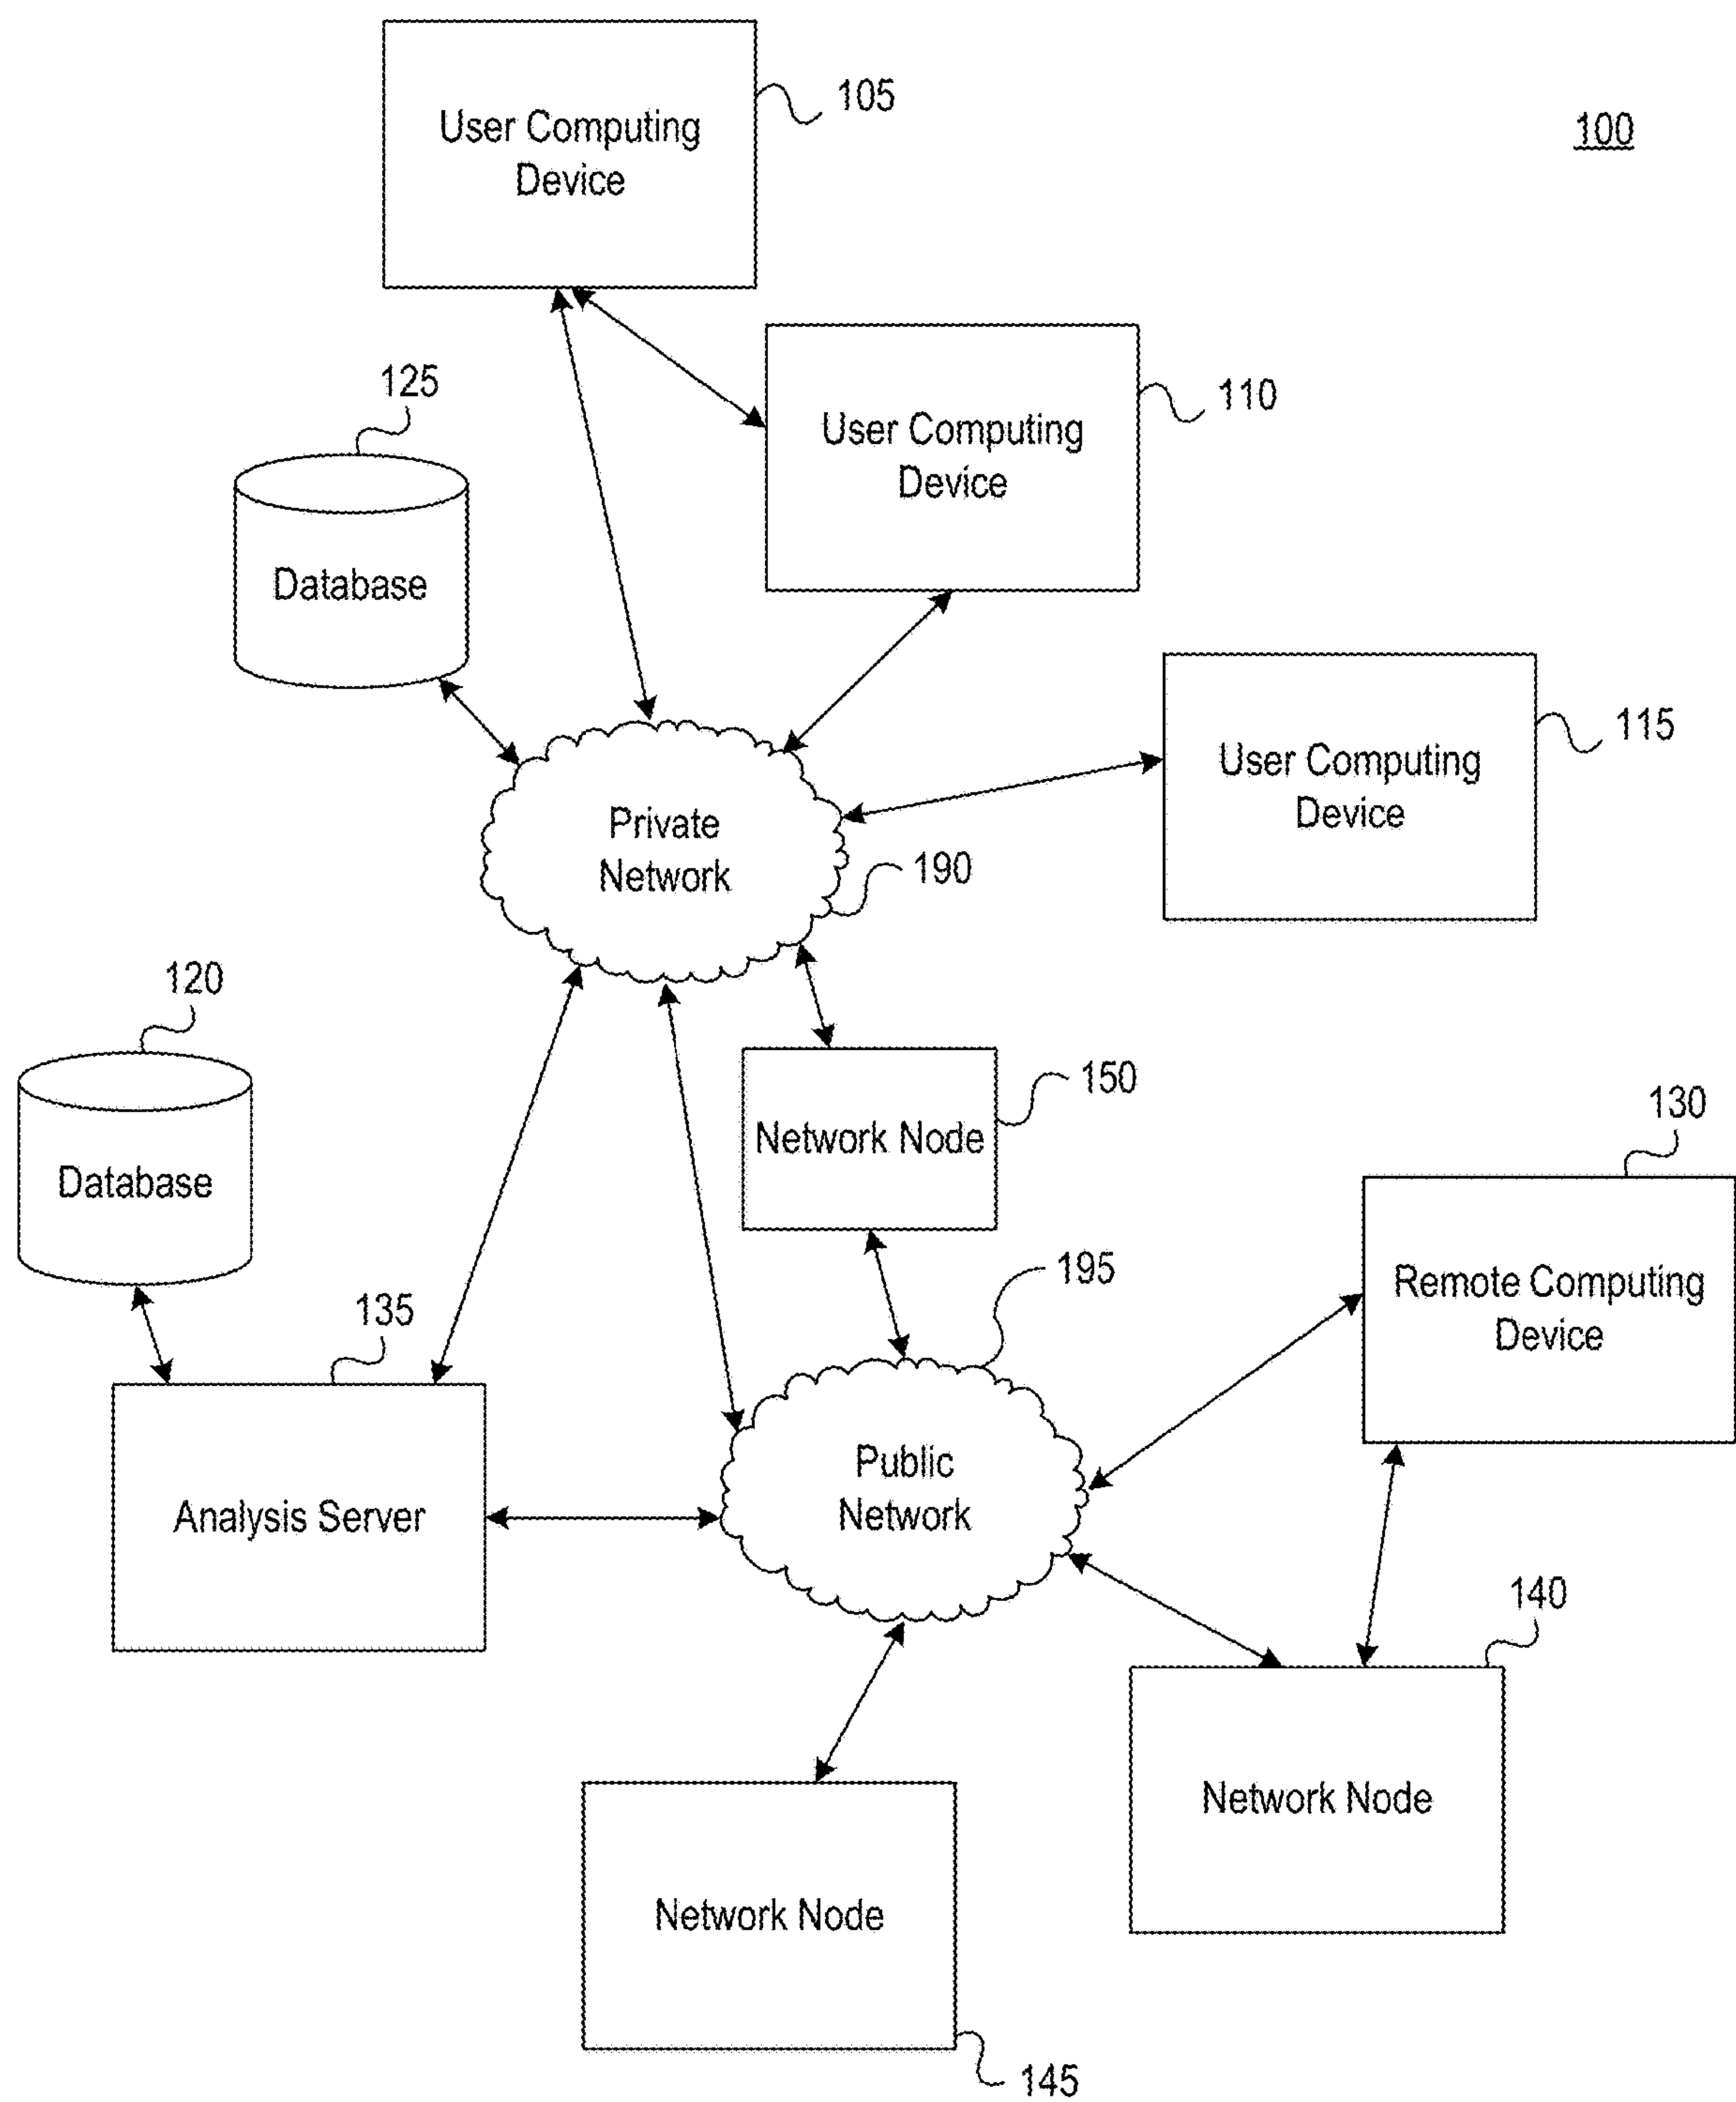 105
100
User Computing
Device
125
110
User Computing
Device
Database
115
User Computing
Device
Private
Network
190
120
150
130
Network Node
Database
195
Remote Computing
Device
135
Public
Network
Analysis Server
140
Network Node
Network Node
145